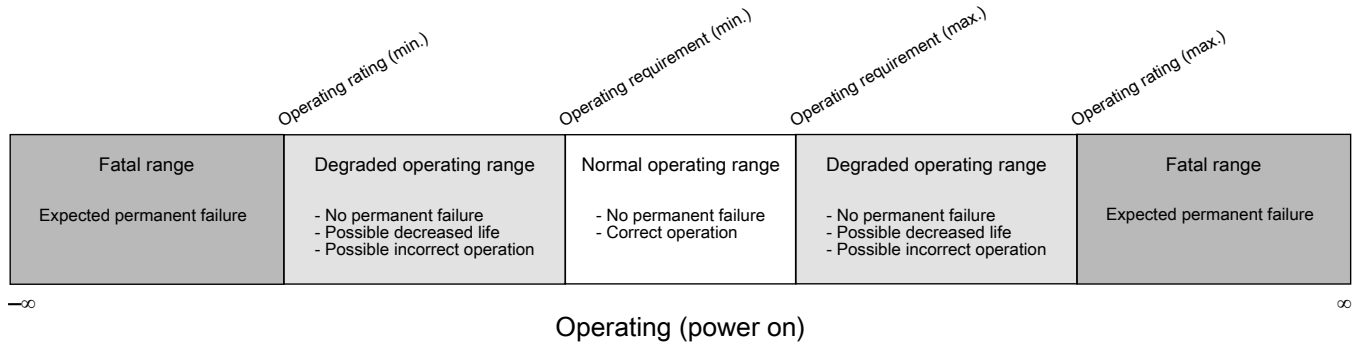 Operating rating (min.)
Operating requirement (min.)
Operating requirement (max.)
Operating rating (max.)
Fatal range
Expected permanent failure
Degraded operating range
- No permanent failure
- Possible decreased life
- Possible incorrect operation
Normal operating range
- No permanent failure
- Correct operation
Degraded operating range
- No permanent failure
- Possible decreased life
- Possible incorrect operation
Fatal range
Expected permanent failure
–∞
∞
Operating (power on)